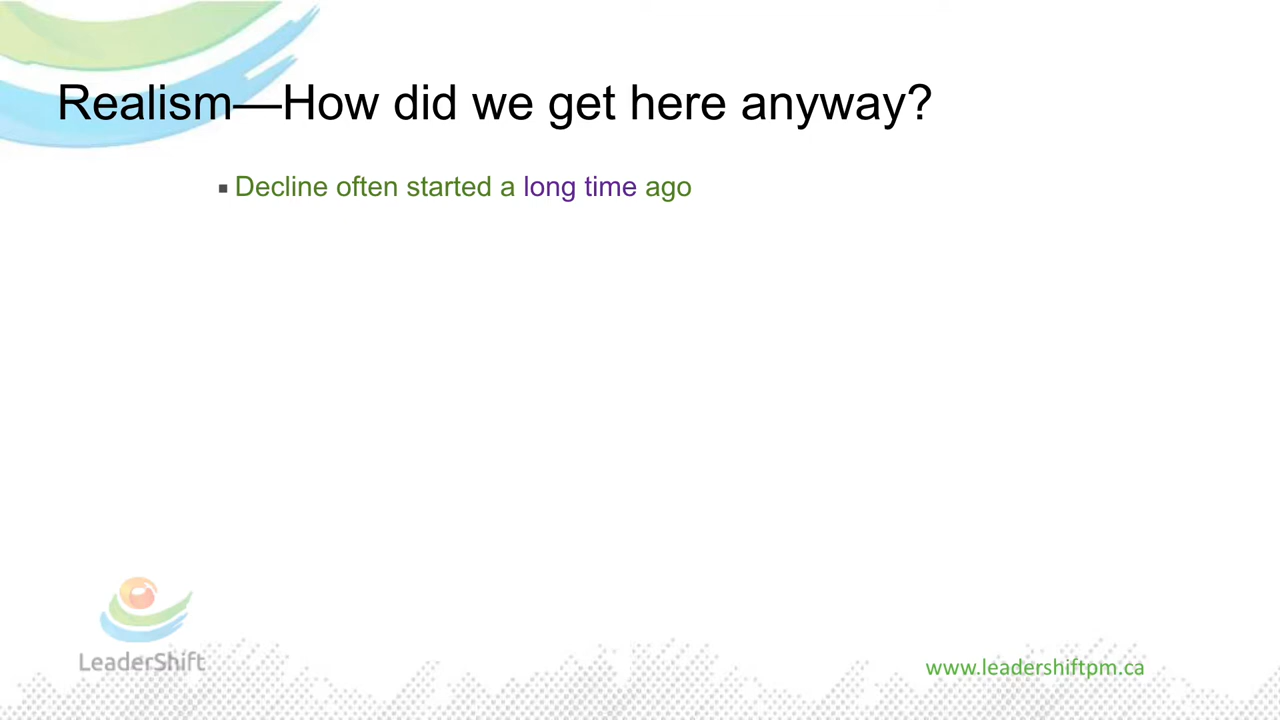 Realism—How did we get here anyway?
▪ Decline often started a long time ago
LeaderShift
www.leadershiftpm.ca